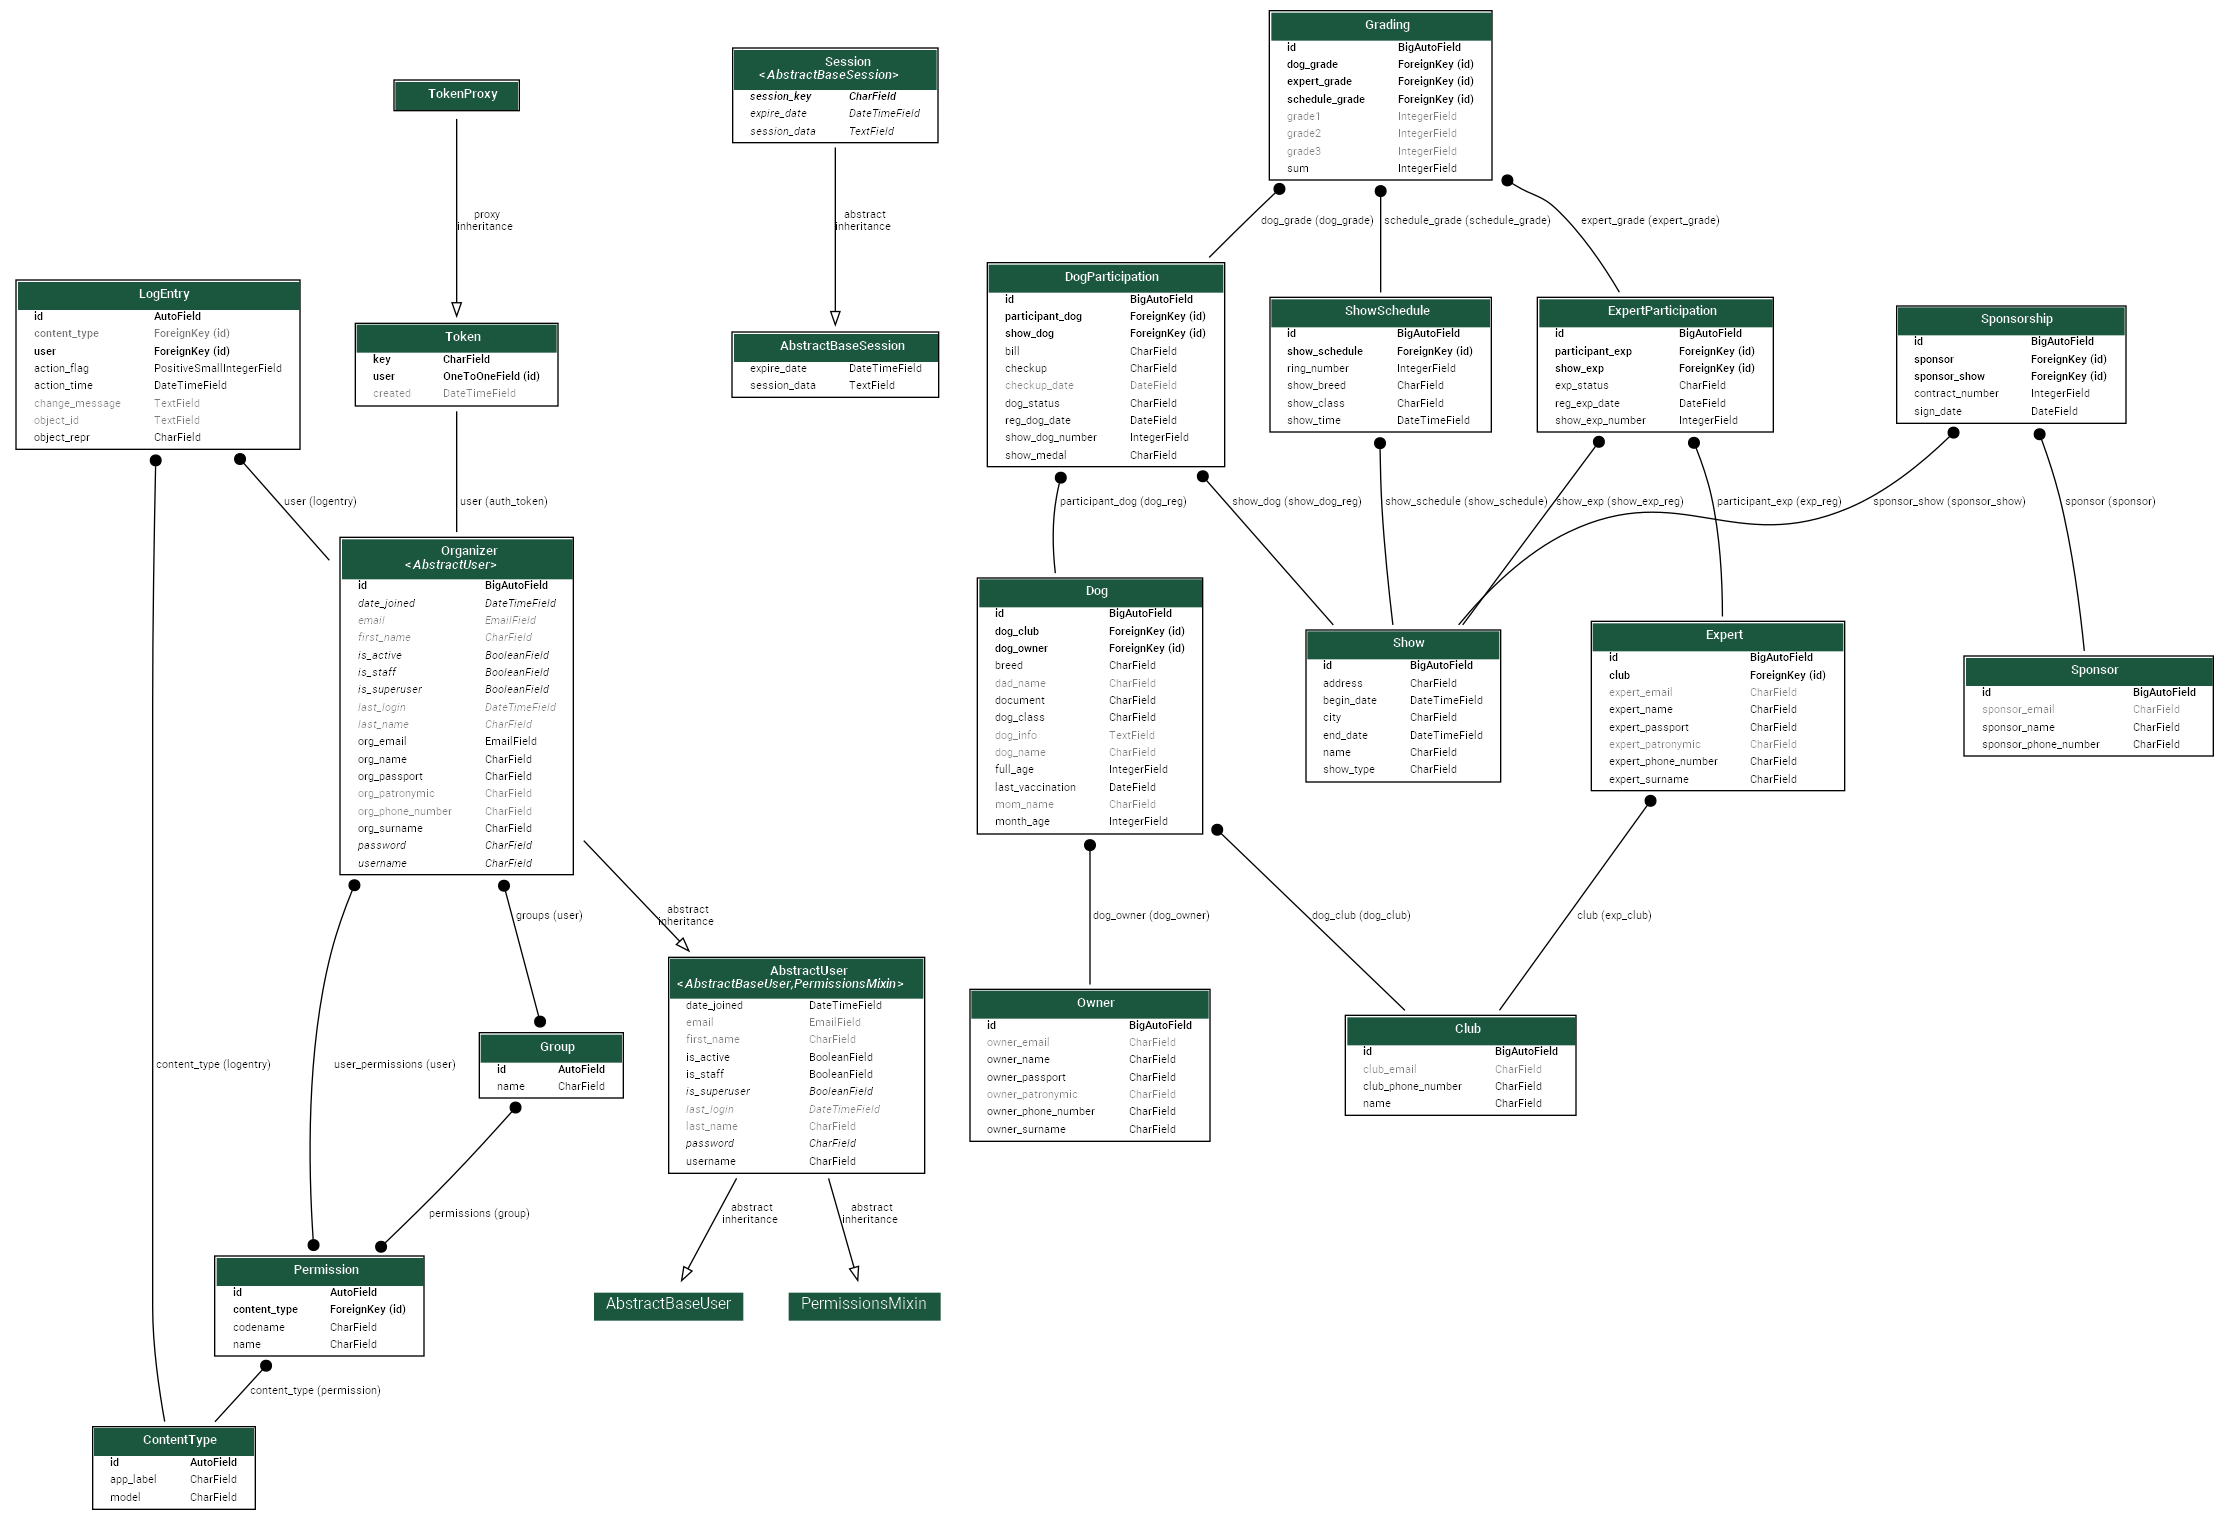 TokenProxy
proxy
inheritance
Session
<AbstractBaseSession>
session_key CharField
expire_date DateTimeField
session_data TextField
abstract
inheritance
AbstractBaseSession
expire_date DateTimeField
session_data TextField
LogEntry
id AutoField
content_type ForeignKey (id)
user ForeignKey (id)
action_flag PositiveSmallIntegerField
action_time DateTimeField
change_message TextField
object_id TextField
object_repr CharField
Token
key CharField
user OneToOneField (id)
created DateTimeField
user (logentry)
user (auth_token)
Organizer
<AbstractUser>
id BigAutoField
date_joined DateTimeField
email EmailField
first_name CharField
is_active BooleanField
is_staff BooleanField
is_superuser BooleanField
last_login DateTimeField
last_name CharField
org_email EmailField
org_name CharField
org_passport CharField
org_patronymic CharField
org_phone_number CharField
org_surname CharField
password CharField
username CharField
groups (user)
abstract
inheritance
content_type (logentry)
user_permissions (user)
Group
id AutoField
name CharField
permissions (group)
AbstractUser
<AbstractBaseUser,PermissionsMixin>
date_joined DateTimeField
email EmailField
first_name CharField
is_active BooleanField
is_staff BooleanField
is_superuser BooleanField
last_login DateTimeField
last_name CharField
password CharField
username CharField
abstract
inheritance
abstract
inheritance
AbstractBaseUser
PermissionsMixin
Permission
id AutoField
content_type ForeignKey (id)
codename CharField
name CharField
content_type (permission)
ContentType
id AutoField
app_label CharField
model CharField
Grading
id BigAutoField
dog_grade ForeignKey (id)
expert_grade ForeignKey (id)
schedule_grade ForeignKey (id)
grade1 IntegerField
grade2 IntegerField
grade3 IntegerField
sum IntegerField
dog_grade (dog_grade)
schedule_grade (schedule_grade)
expert_grade (expert_grade)
DogParticipation
id BigAutoField
participant_dog ForeignKey (id)
show_dog ForeignKey (id)
bill CharField
checkup CharField
checkup_date DateField
dog_status CharField
reg_dog_date DateField
show_dog_number IntegerField
show_medal CharField
ShowSchedule
id BigAutoField
show_schedule ForeignKey (id)
ring_number IntegerField
show_breed CharField
show_class CharField
show_time DateTimeField
ExpertParticipation
id BigAutoField
participant_exp ForeignKey (id)
show_exp ForeignKey (id)
exp_status CharField
reg_exp_date DateField
show_exp_number IntegerField
Sponsorship
id BigAutoField
sponsor ForeignKey (id)
sponsor_show ForeignKey (id)
contract_number IntegerField
sign_date DateField
participant_dog (dog_reg)
show_dog (show_dog_reg)
show_schedule (show_schedule)
show_exp (show_exp_reg)
participant_exp (exp_reg)
sponsor_show (sponsor_show)
sponsor (sponsor)
Dog
id BigAutoField
dog_club ForeignKey (id)
dog_owner ForeignKey (id)
breed CharField
dad_name CharField
document CharField
dog_class CharField
dog_info TextField
dog_name CharField
full_age IntegerField
last_vaccination DateField
mom_name CharField
month_age IntegerField
Show
id BigAutoField
address CharField
begin_date DateTimeField
city CharField
end_date DateTimeField
name CharField
show_type CharField
Expert
id BigAutoField
club ForeignKey (id)
expert_email CharField
expert_name CharField
expert_passport CharField
expert_patronymic CharField
expert_phone_number CharField
expert_surname CharField
Sponsor
id BigAutoField
sponsor_email CharField
sponsor_name CharField
sponsor_phone_number CharField
dog_owner (dog_owner)
dog_club (dog_club)
club (exp_club)
Owner
id BigAutoField
owner_email CharField
owner_name CharField
owner_passport CharField
owner_patronymic CharField
owner_phone_number CharField
owner_surname CharField
Club
id BigAutoField
club_email CharField
club_phone_number CharField
name CharField